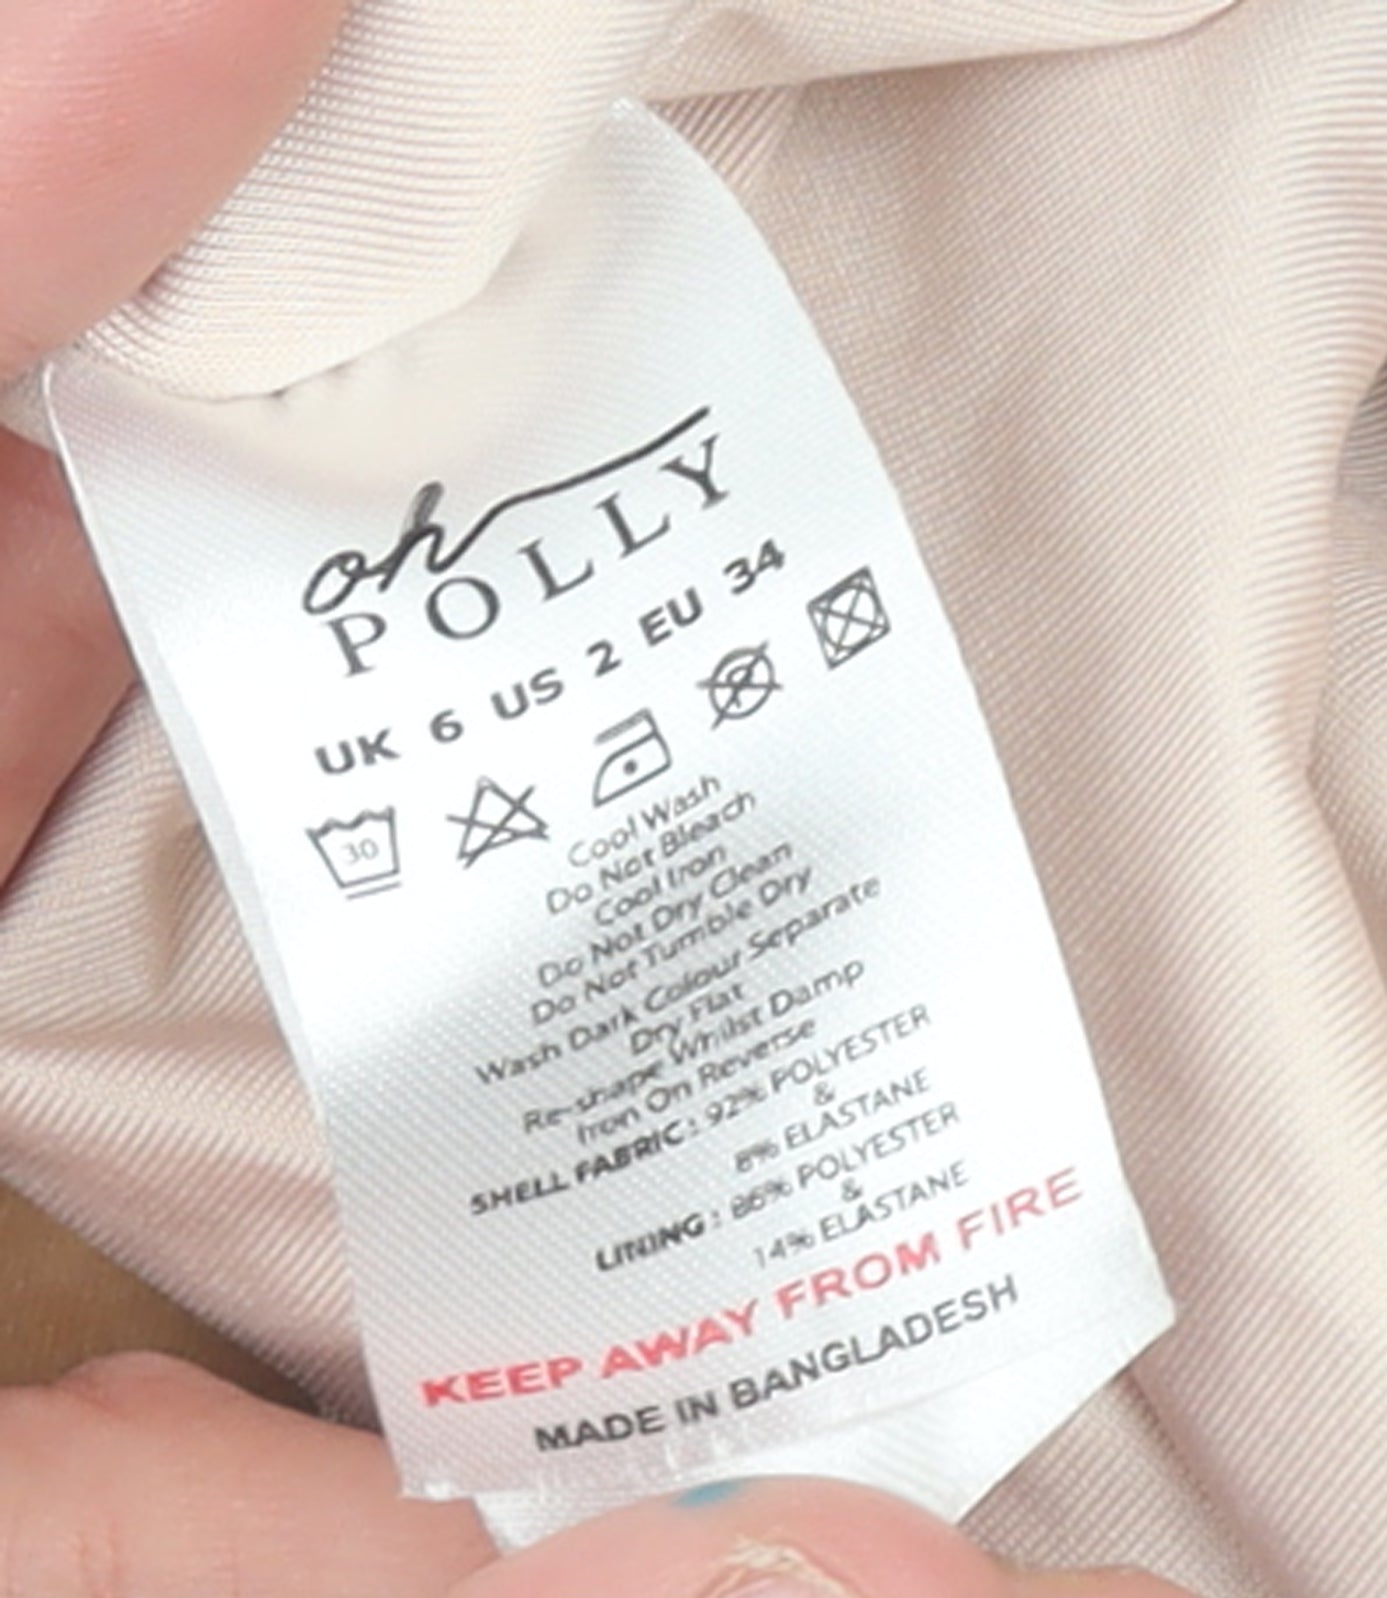 oh
POLLY
UK 6 US 2 EU 34
30
Cool Wash
Do Not Bleach
Cool Iron
Do Not Dry Clean
Do Not Tumble Dry
Wash Dark Colour Separate
Dry Flat
Re-shape Whilst Damp
Iron On Reverse
SHELL FABRIC: 92% POLYESTER
&
8% ELASTANE
LINING: 86% POLYESTER
&
14% ELASTANE
KEEP AWAY FROM FIRE
MADE IN BANGLADESH